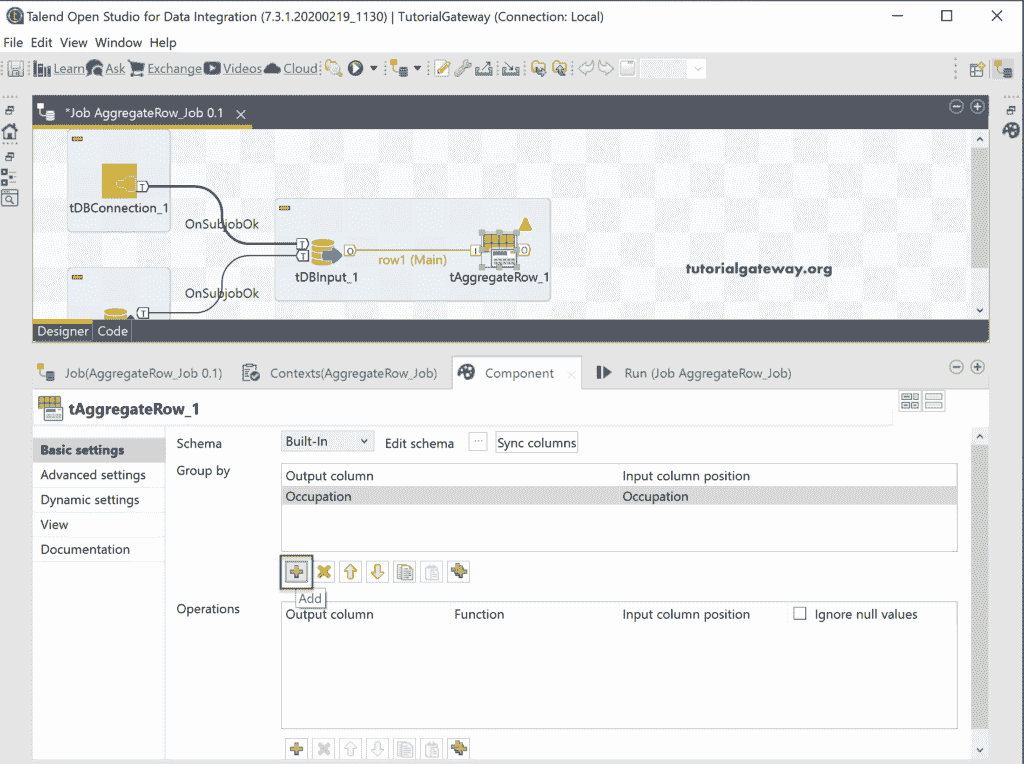 Talend Open Studio for Data Integration (7.3.1.20200219_1130) | TutorialGateway (Connection: Local)
File Edit View Window Help
Learn Ask Exchange Videos Cloud
*Job AggregateRow_Job 0.1
T
tDBConnection_1
OnSubjobOk
T
T
O
row1 (Main)
I
O
tDBInput_1
tAggregateRow_1
tutorialgateway.org
OnSubjobOk
T
Designer Code
Job(AggregateRow_Job 0.1) Contexts(AggregateRow_Job) Component Run (Job AggregateRow_Job)
tAggregateRow_1
Basic settings
Advanced settings
Dynamic settings
View
Documentation
Schema Built-In Edit schema ... Sync columns
Group by
Output column Input column position
Occupation Occupation
Add
Operations
Output column Function Input column position Ignore null values